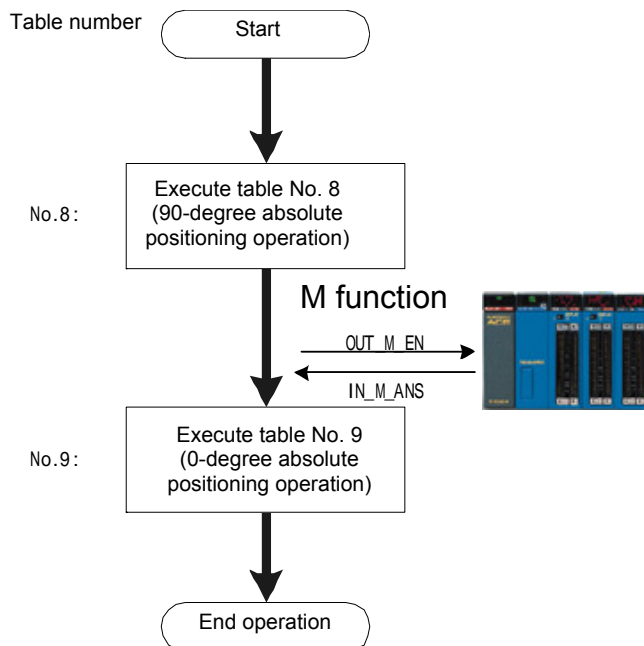 Table number
Start
No.8:
Execute table No. 8
(90-degree absolute
positioning operation)
M function
OUT_M_EN
IN_M_ANS
No.9:
Execute table No. 9
(0-degree absolute
positioning operation)
End operation